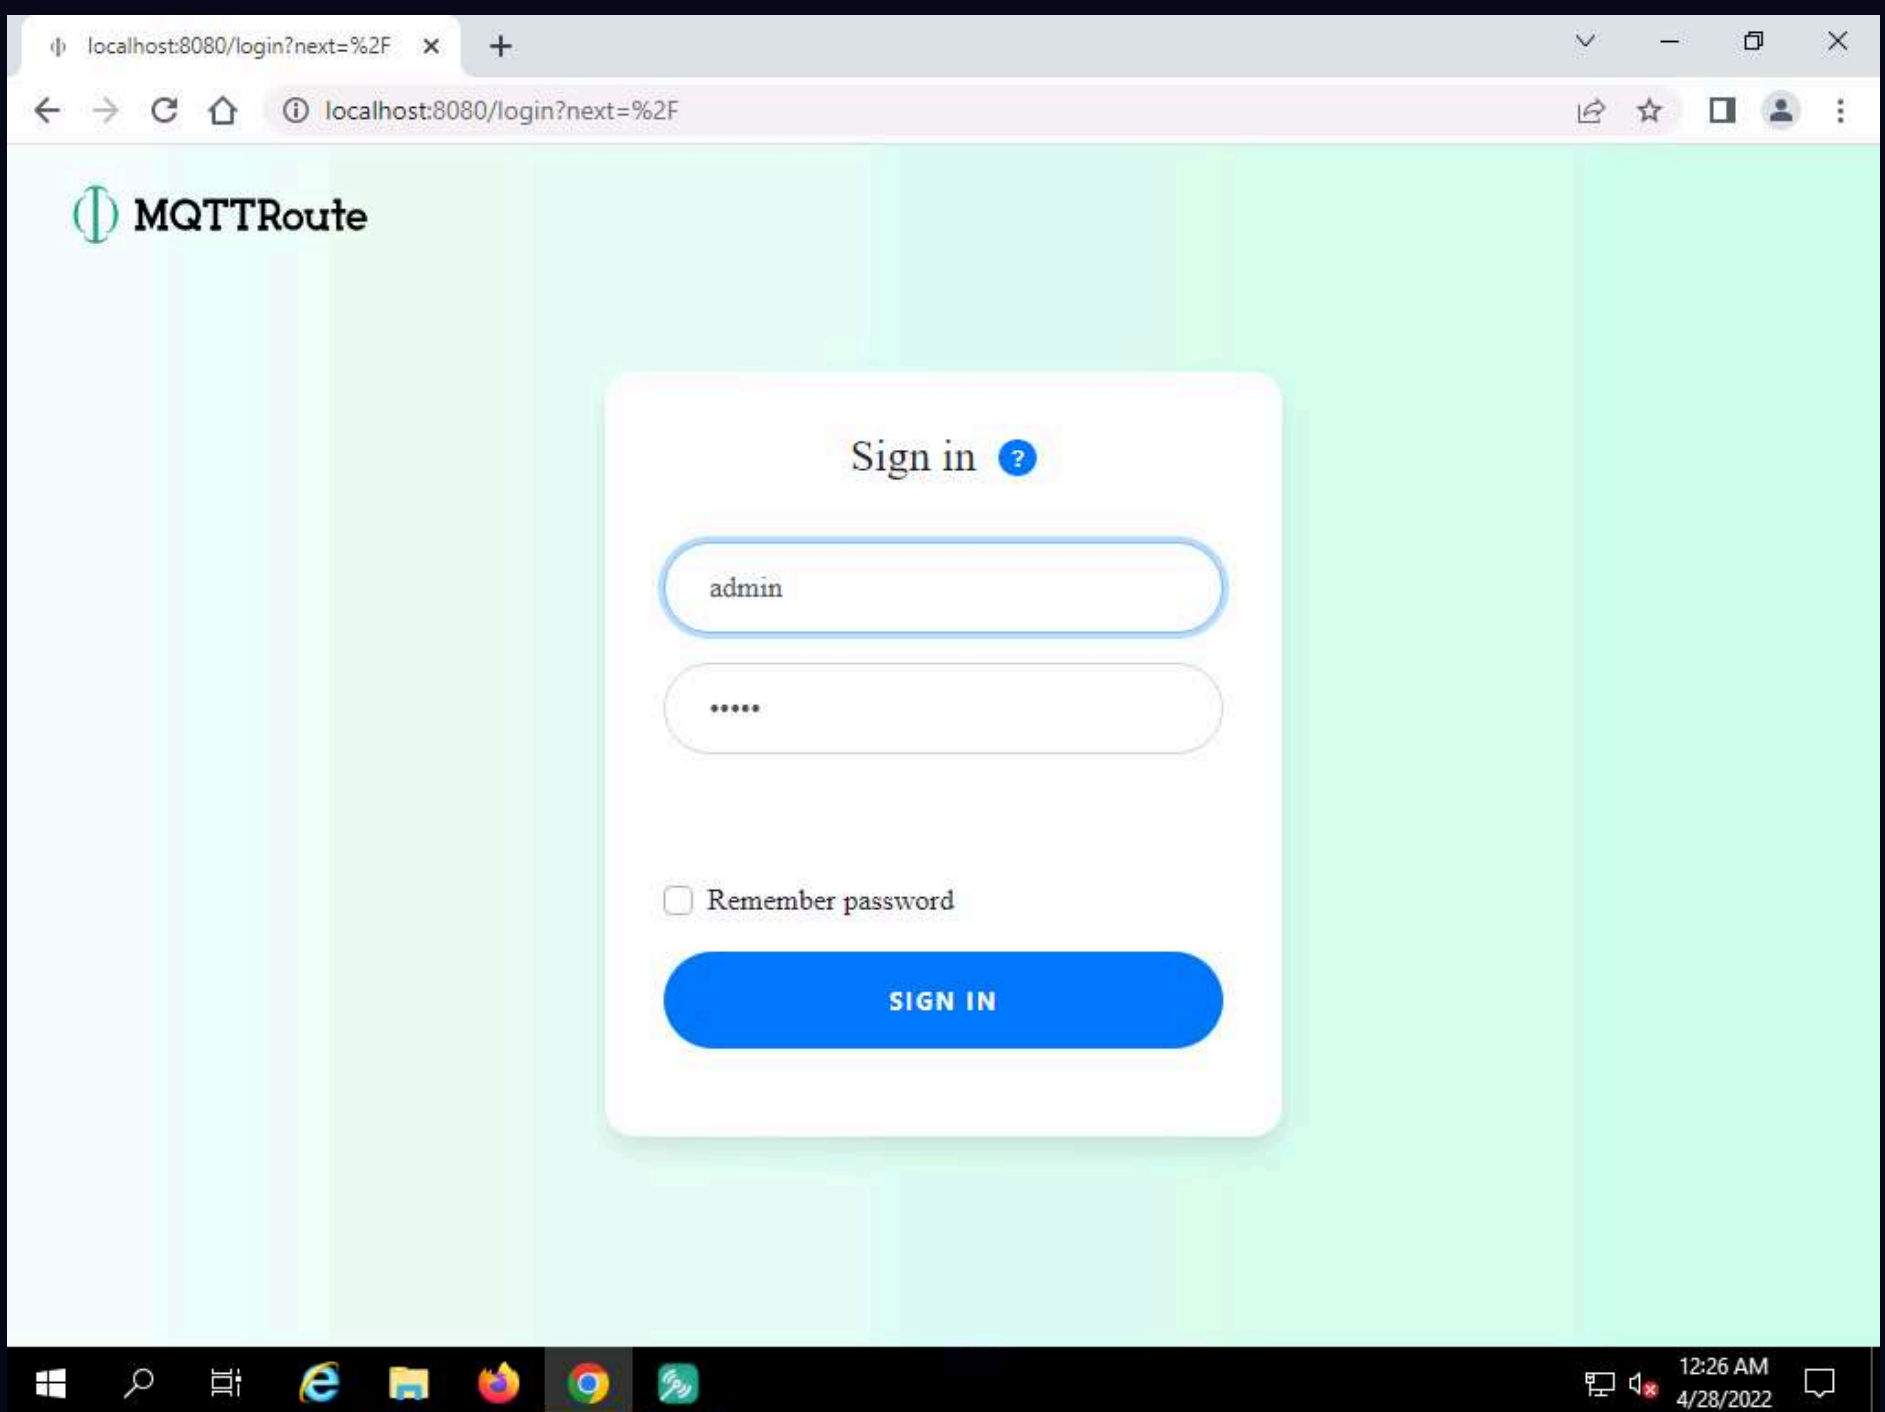 localhost:8080/login?next=%2F
localhost:8080/login?next=%2F
MQTTRoute
Sign in ?
admin
•••••
Remember password
SIGN IN
12:26 AM
4/28/2022